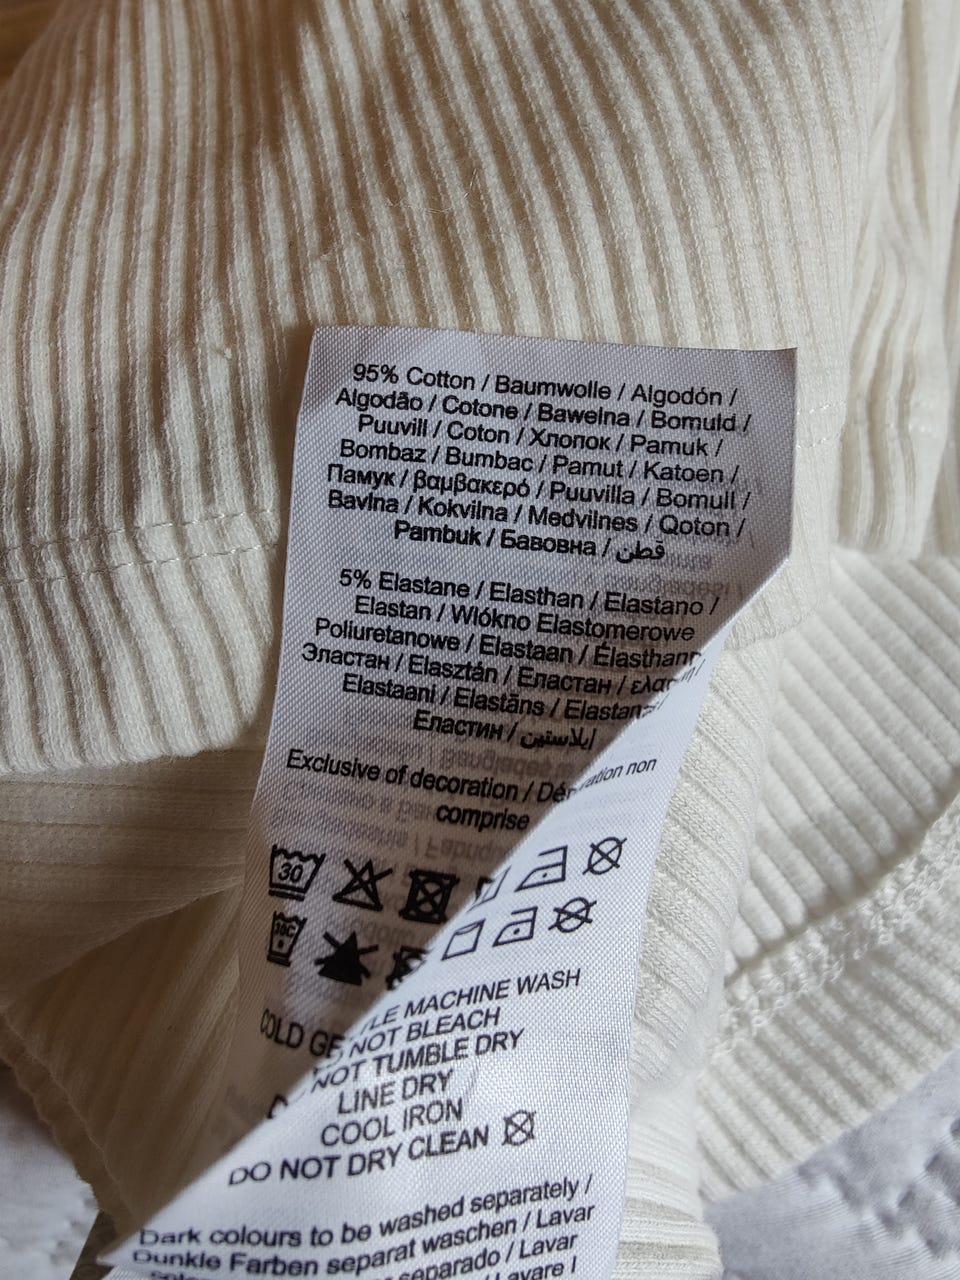 95% Cotton / Baumwolle / Algodón /
Algodão / Cotone / Bawełna / Bomuld /
Puuvill / Coton / Хлопок / Pamuk /
Bombaz / Bumbac / Pamut / Katoen /
Памук / βαμβακερό / Puuvilla / Bomull /
Bavlna / Kokvilna / Medvilnes / Qoton /
Pambuk / Бавовна / قطن
5% Elastane / Elasthan / Elastano /
Elastan / Włókno Elastomerowe
Poliuretanowe / Elastaan / Élasthann
Эластан / Elasztán / Еластан /
Elastaani / Elastāns /
Еластин / إيلاستين
Exclusive of decoration / non
comprise
30
30C
COLD MACHINE WASH
NOT BLEACH
NOT TUMBLE DRY
LINE DRY
COOL IRON
DO NOT DRY CLEAN
Dark colours to be washed separately /
Dunkle Farben separat waschen / Lavar
separado / Lavar